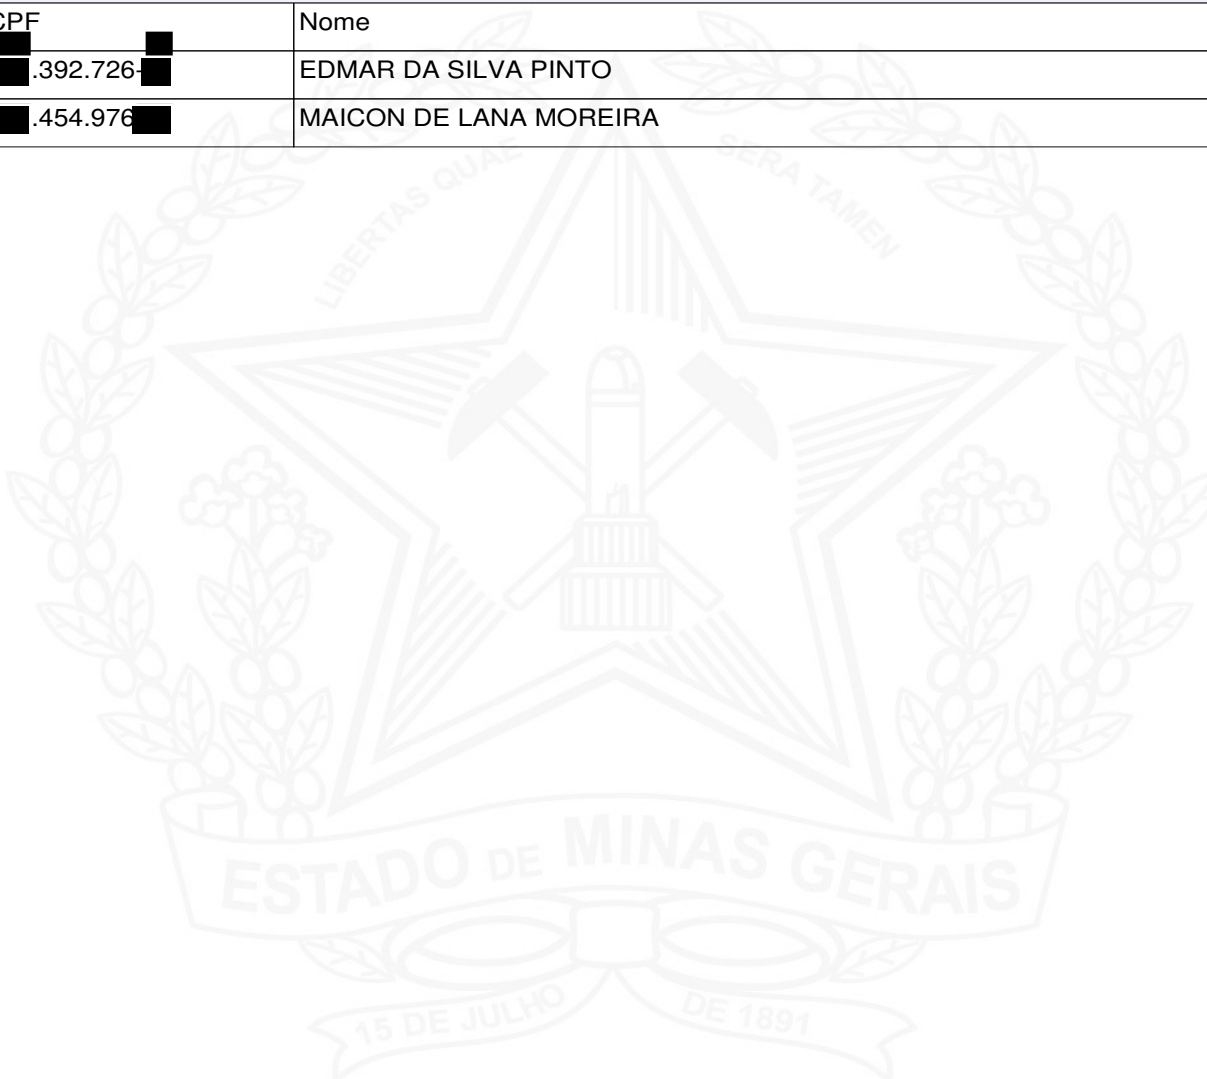 CPF Nome
.392.726- EDMAR DA SILVA PINTO
.454.976 MAICON DE LANA MOREIRA
LIBERTAS QUAE SERA TAMEN
ESTADO DE MINAS GERAIS
15 DE JULHO DE 1891